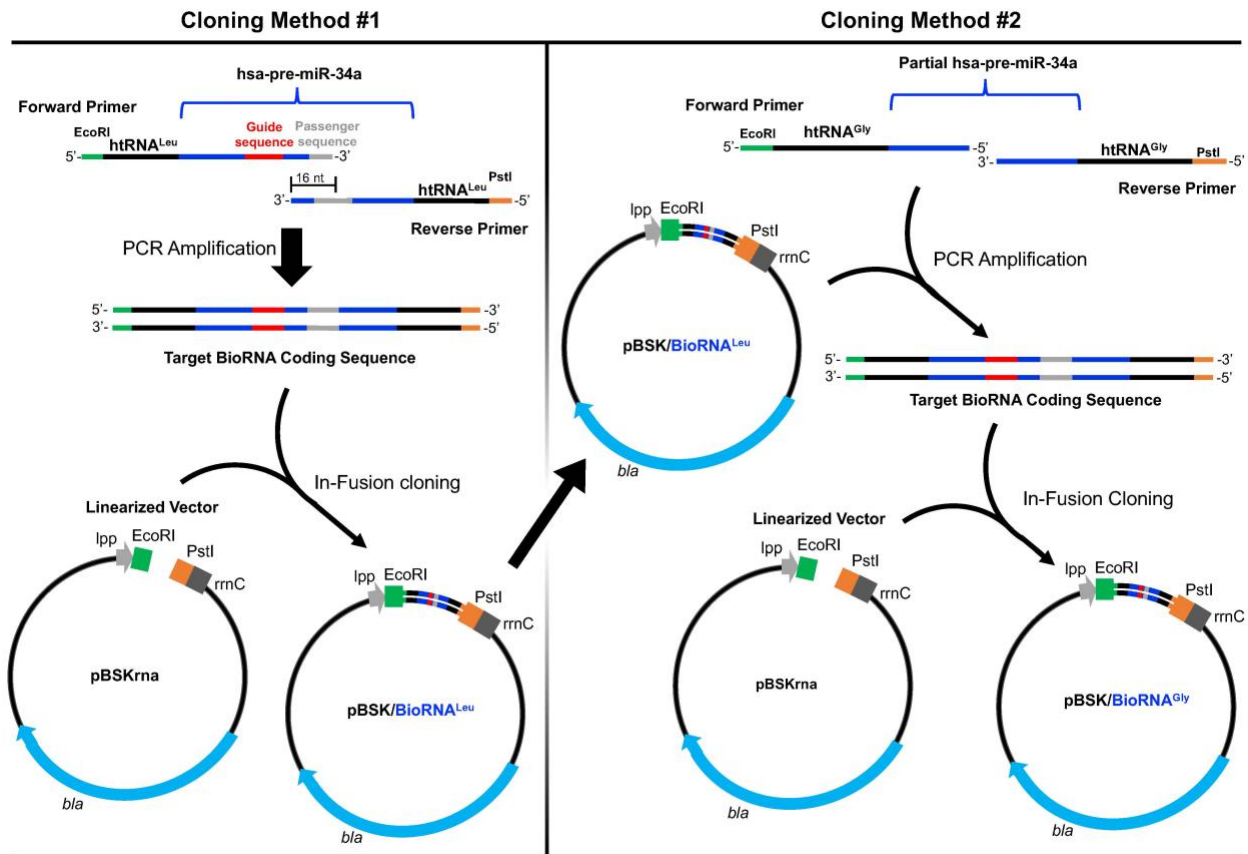 Cloning Method #1
hsa-pre-miR-34a
Forward Primer
EcoRI
htRNALeu
Guide
sequence
Passenger
sequence
5'-
-3'
16 nt
htRNALeu
PstI
3'-
-5'
Reverse Primer
PCR Amplification
5'-
-3'
3'-
-5'
Target BioRNA Coding Sequence
In-Fusion cloning
Linearized Vector
lpp
EcoRI
PstI
rrnC
pBSKrna
bla
lpp
EcoRI
PstI
rrnC
pBSK/BioRNALeu
bla
Cloning Method #2
Partial hsa-pre-miR-34a
Forward Primer
EcoRI
htRNAGly
5'-
-5'
htRNAGly
PstI
3'-
-5'
Reverse Primer
lpp
EcoRI
PstI
rrnC
pBSK/BioRNALeu
bla
PCR Amplification
5'-
-3'
3'-
-5'
Target BioRNA Coding Sequence
In-Fusion Cloning
Linearized Vector
lpp
EcoRI
PstI
rrnC
pBSKrna
bla
lpp
EcoRI
PstI
rrnC
pBSK/BioRNAGly
bla